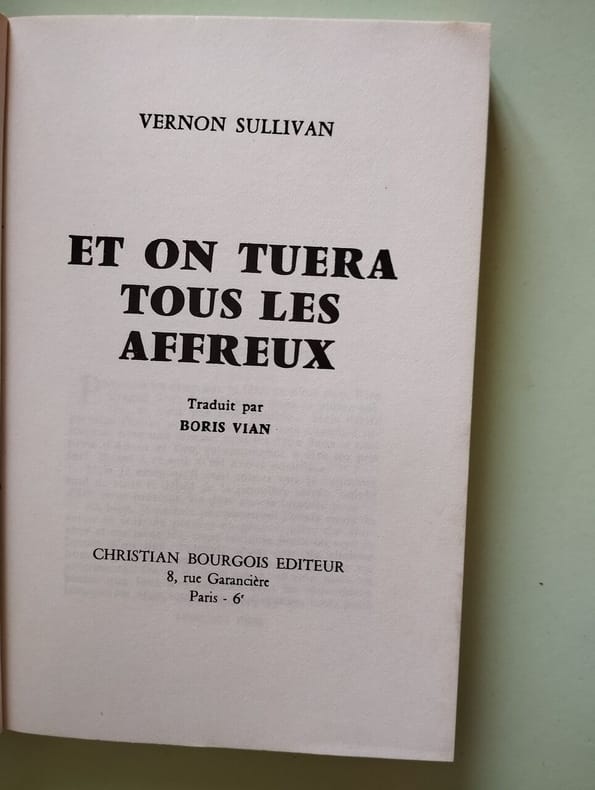 VERNON SULLIVAN
ET ON TUERA
TOUS LES
AFFREUX
Traduit par
BORIS VIAN
CHRISTIAN BOURGOIS EDITEUR
8, rue Garancière
Paris - 6ᵉ